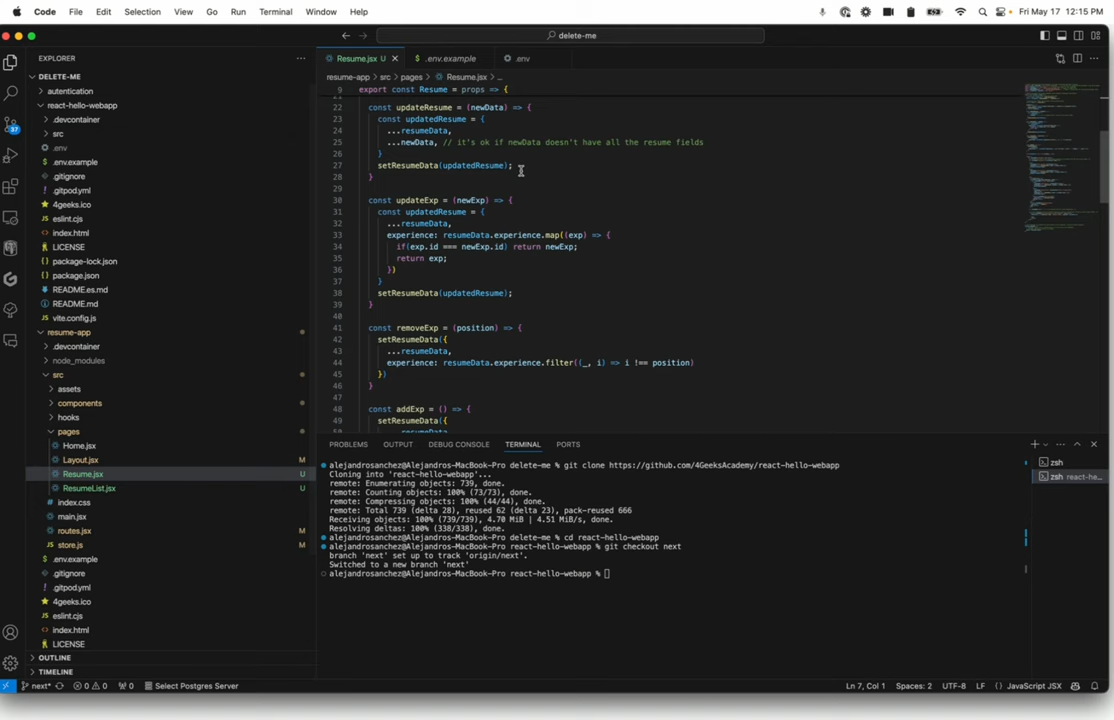 Code File Edit Selection View Go Run Terminal Window Help Fri May 17 12:15 PM
delete-me
EXPLORER
DELETE-ME
autentication
react-hello-webapp
.devcontainer
src
.env
.env.example
.gitignore
.gitpod.yml
4geeks.ico
eslint.cjs
index.html
LICENSE
package-lock.json
package.json
README.es.md
README.md
vite.config.js
resume-app
.devcontainer
node_modules
src
assets
components
hooks
pages
Home.jsx
Layout.jsx M
Resume.jsx U
ResumeList.jsx U
index.css
main.jsx
routes.jsx M
store.js M
.env.example
.gitignore
.gitpod.yml
4geeks.ico
eslint.cjs
index.html
LICENSE
OUTLINE
TIMELINE
37
Resume.jsx U .env.example .env
resume-app > src > pages > Resume.jsx > ...
9 export const Resume = props => {
22 const updateResume = (newData) => {
23 const updatedResume = {
24 ...resumeData,
25 ...newData, // it's ok if newData doesn't have all the resume fields
26 }
27 setResumeData(updatedResume);
28 }
29
30 const updateExp = (newExp) => {
31 const updatedResume = {
32 ...resumeData,
33 experience: resumeData.experience.map((exp) => {
34 if(exp.id === newExp.id) return newExp;
35 return exp;
36 })
37 }
38 setResumeData(updatedResume);
39 }
40
41 const removeExp = (position) => {
42 setResumeData({
43 ...resumeData,
44 experience: resumeData.experience.filter((_, i) => i !== position)
45 })
46 }
47
48 const addExp = () => {
49 setResumeData({
PROBLEMS OUTPUT DEBUG CONSOLE TERMINAL PORTS
alejandrosanchez@Alejandros-MacBook-Pro delete-me % git clone https://github.com/4GeeksAcademy/react-hello-webapp
Cloning into 'react-hello-webapp'...
remote: Enumerating objects: 739, done.
remote: Counting objects: 100% (73/73), done.
remote: Compressing objects: 100% (44/44), done.
remote: Total 739 (delta 28), reused 62 (delta 23), pack-reused 666
Receiving objects: 100% (739/739), 4.70 MiB | 4.51 MiB/s, done.
Resolving deltas: 100% (338/338), done.
alejandrosanchez@Alejandros-MacBook-Pro delete-me % cd react-hello-webapp
alejandrosanchez@Alejandros-MacBook-Pro react-hello-webapp % git checkout next
branch 'next' set up to track 'origin/next'.
Switched to a new branch 'next'
alejandrosanchez@Alejandros-MacBook-Pro react-hello-webapp %
zsh
zsh react-he...
next* 0 0 0 Select Postgres Server Ln 7, Col 1 Spaces: 2 UTF-8 LF JavaScript JSX